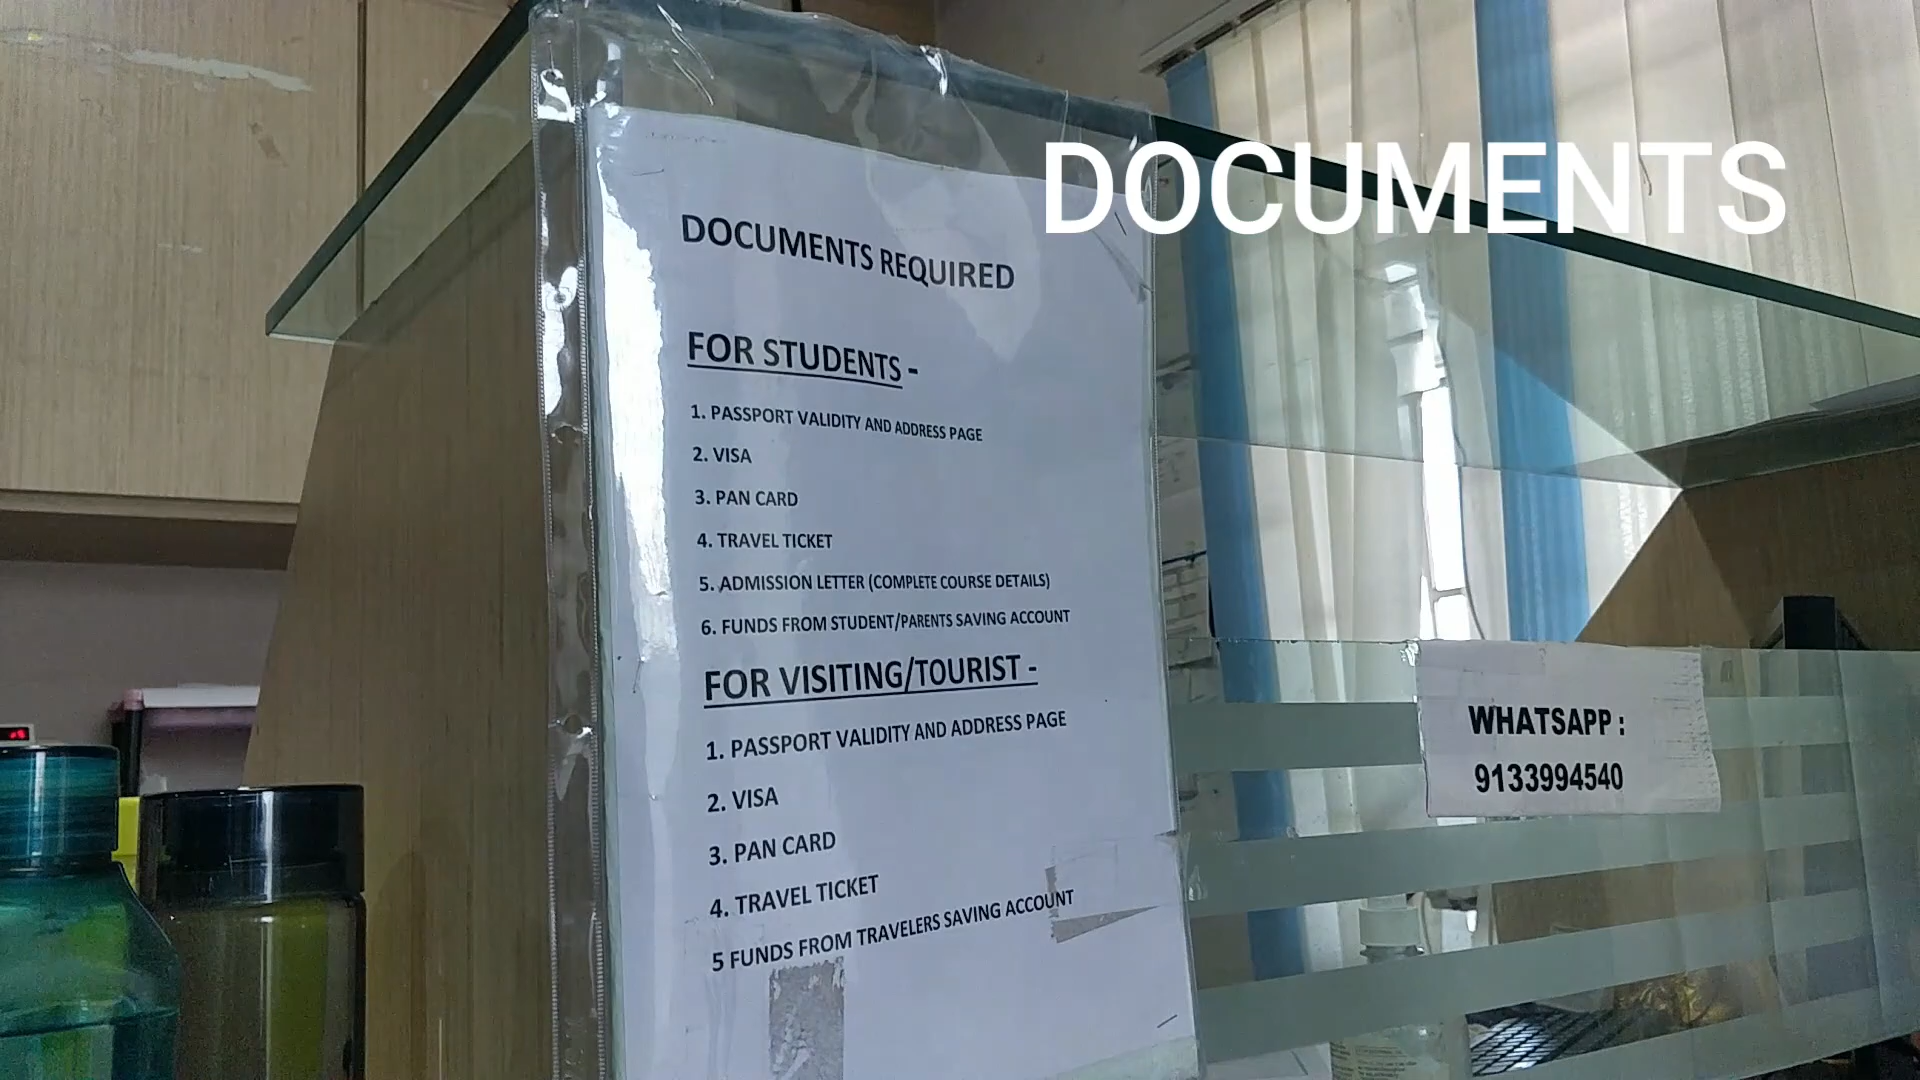 DOCUMENTS
DOCUMENTS REQUIRED
FOR STUDENTS -
1. PASSPORT VALIDITY AND ADDRESS PAGE
2. VISA
3. PAN CARD
4. TRAVEL TICKET
5. ADMISSION LETTER (COMPLETE COURSE DETAILS)
6. FUNDS FROM STUDENT/PARENTS SAVING ACCOUNT
FOR VISITING/TOURIST -
1. PASSPORT VALIDITY AND ADDRESS PAGE
2. VISA
3. PAN CARD
4. TRAVEL TICKET
5 FUNDS FROM TRAVELERS SAVING ACCOUNT
WHATSAPP :
9133994540